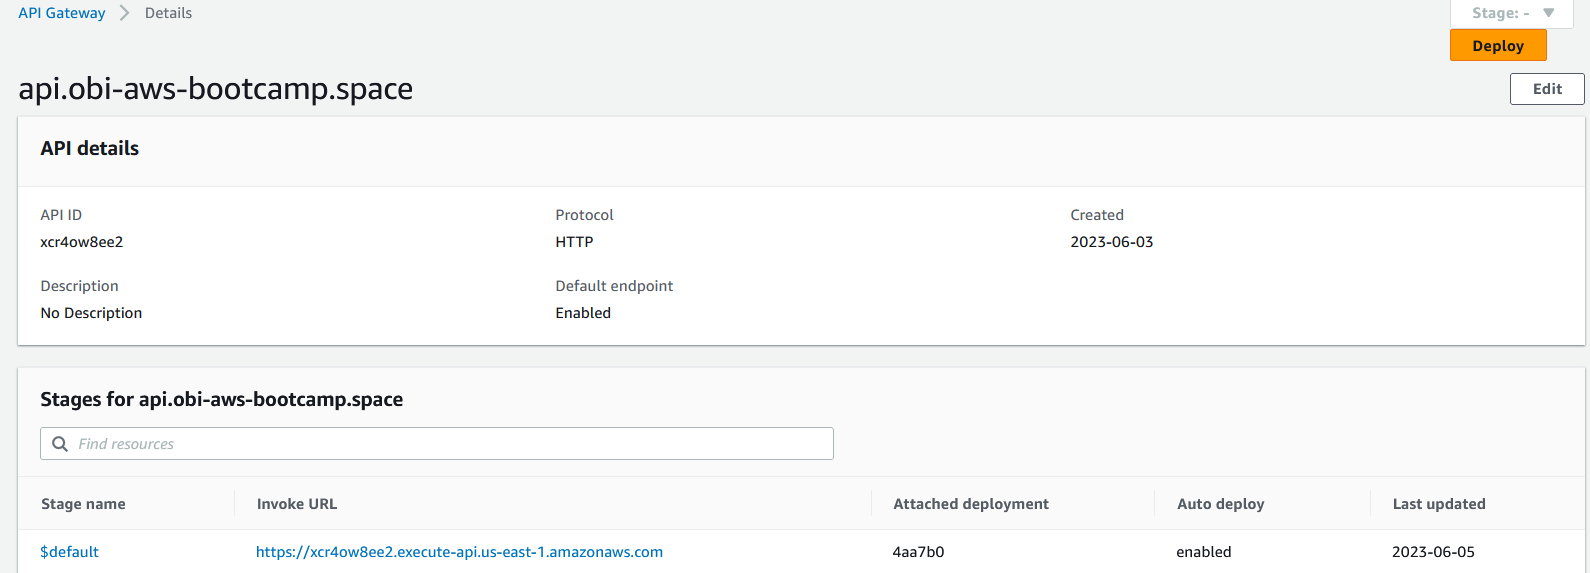 API Gateway > Details
Stage: - ▼
Deploy
api.obi-aws-bootcamp.space
Edit
API details
API ID Protocol Created
xcr4ow8ee2 HTTP 2023-06-03
Description Default endpoint
No Description Enabled
Stages for api.obi-aws-bootcamp.space
Find resources
Stage name Invoke URL Attached deployment Auto deploy Last updated
$default https://xcr4ow8ee2.execute-api.us-east-1.amazonaws.com 4aa7b0 enabled 2023-06-05